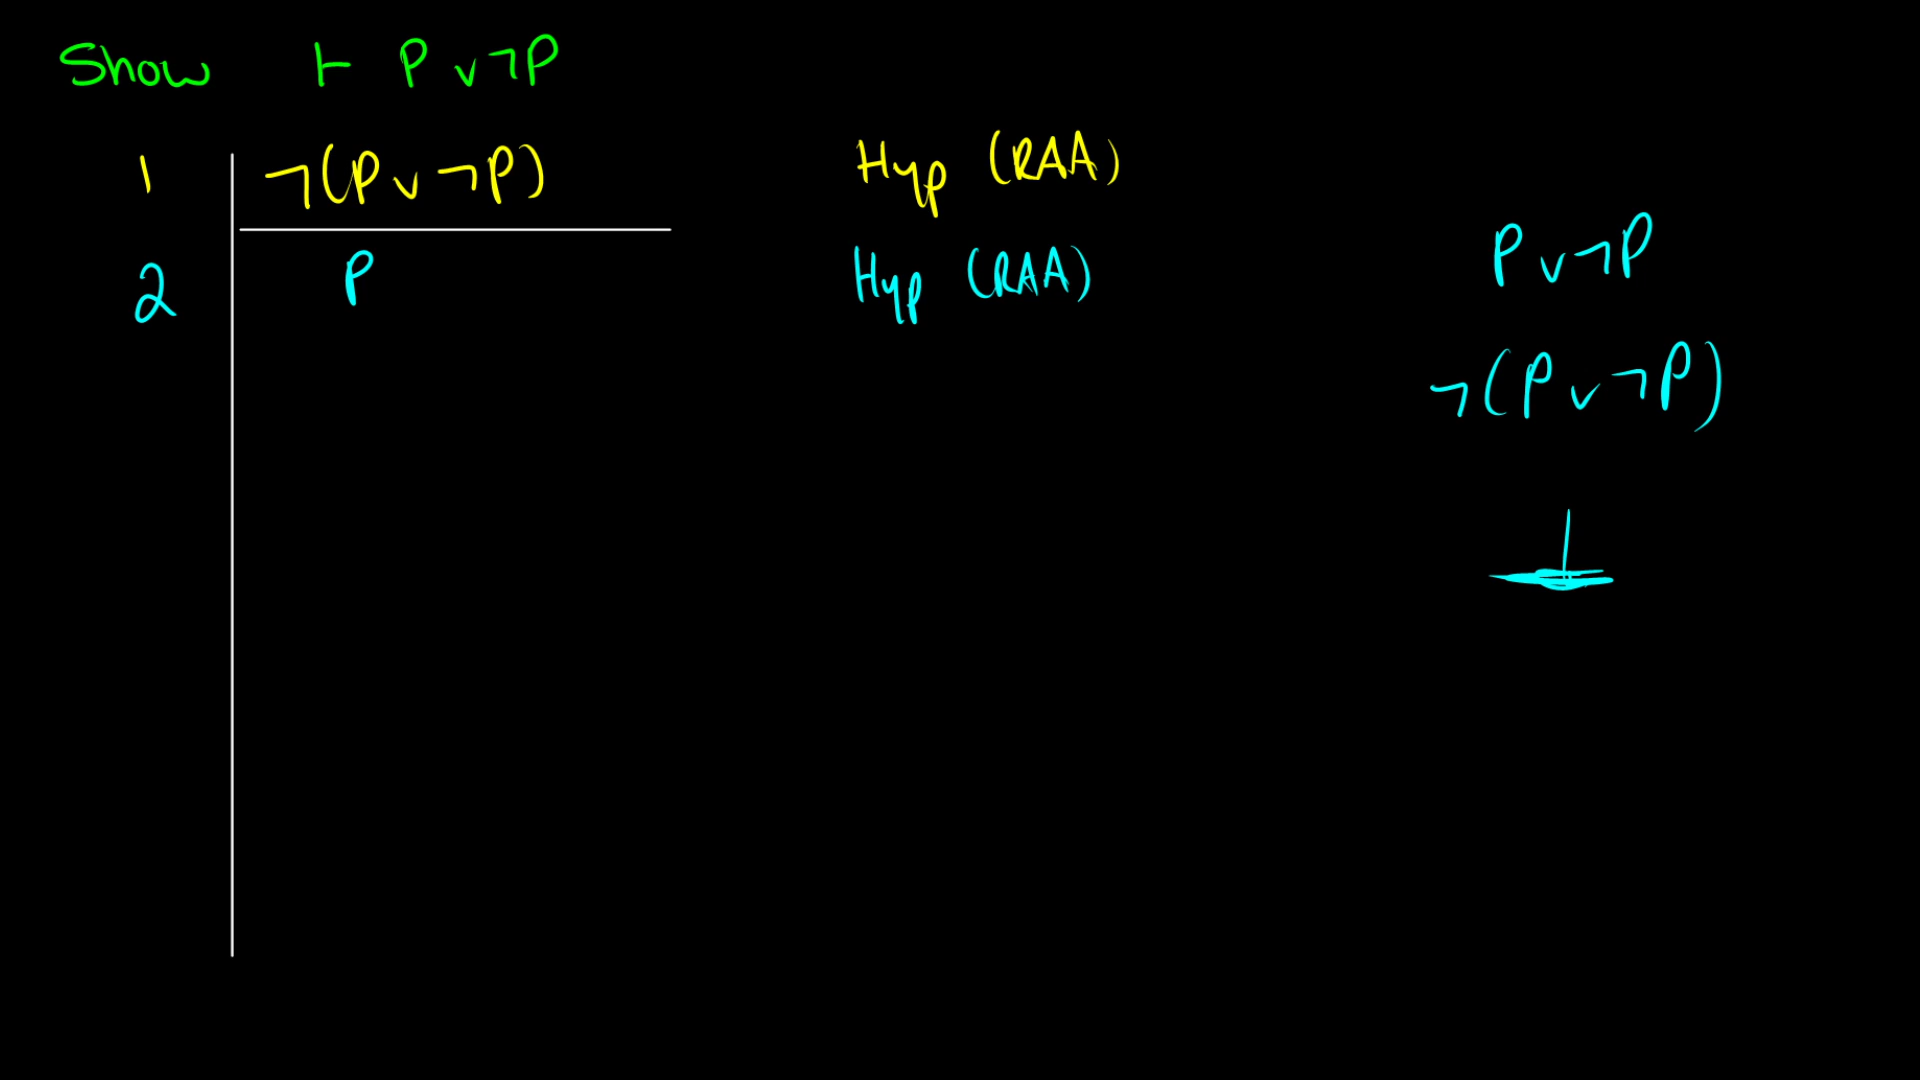 Show ⊢ P ∨ ¬P
1 ¬(P ∨ ¬P) Hyp (RAA)
2 P Hyp (RAA)
P ∨ ¬P
¬(P ∨ ¬P)
⊥